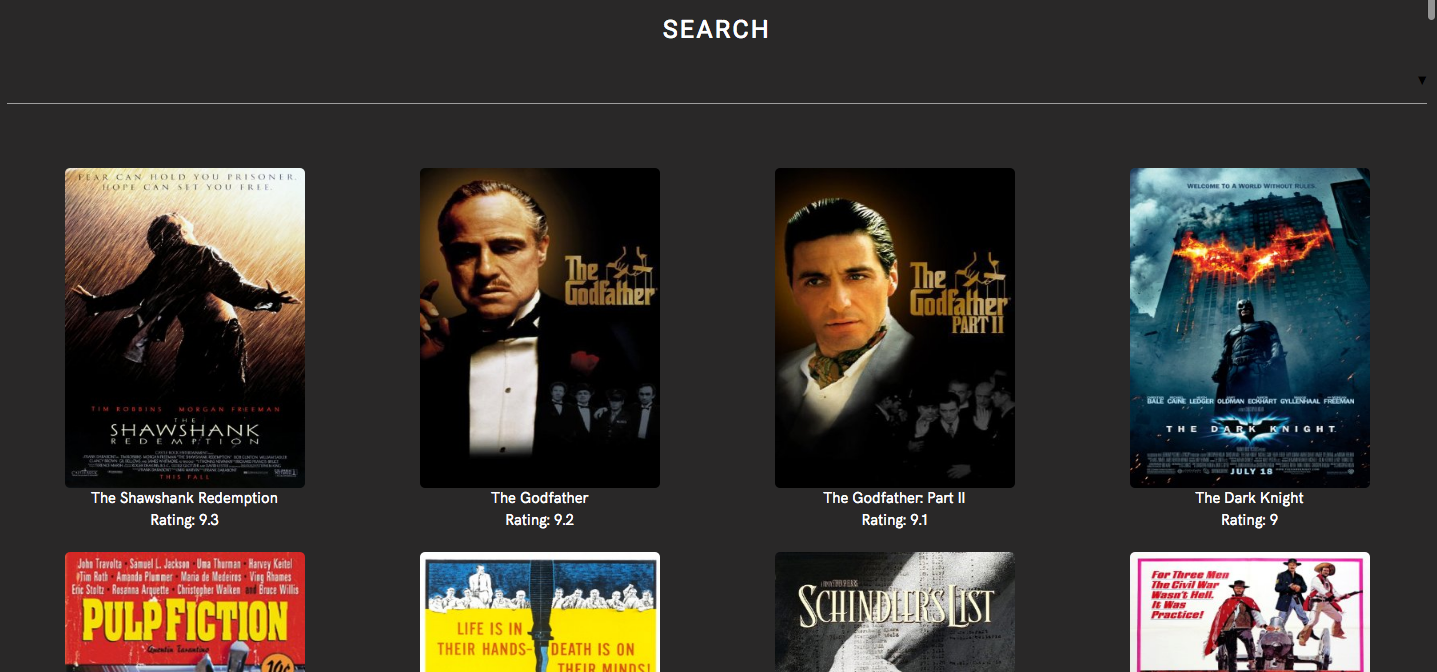 SEARCH
FEAR CAN HOLD YOU PRISONER.
HOPE CAN SET YOU FREE.
TIM ROBBINS MORGAN FREEMAN
THE
SHAWSHANK
REDEMPTION
THIS FALL
The Shawshank Redemption
Rating: 9.3
The
Godfather
The Godfather
Rating: 9.2
The
Godfather
PART II
The Godfather: Part II
Rating: 9.1
WELCOME TO A WORLD WITHOUT RULES.
BALE CAINE LEDGER OLDMAN ECKHART GYLLENHAAL FREEMAN
THE DARK KNIGHT
JULY 18
The Dark Knight
Rating: 9
John Travolta • Samuel L. Jackson • Uma Thurman • Harvey Keitel
Tim Roth • Amanda Plummer • Maria de Medeiros • Ving Rhames
Eric Stoltz • Rosanna Arquette • Christopher Walken and Bruce Willis
PULP FICTION
Quentin Tarantino
10¢
LIFE IS IN
THEIR HANDS-
DEATH IS ON
THEIR MINDS!
SCHINDLER'S LIST
For Three Men
The Civil War
Wasn't Hell.
It Was
Practice!